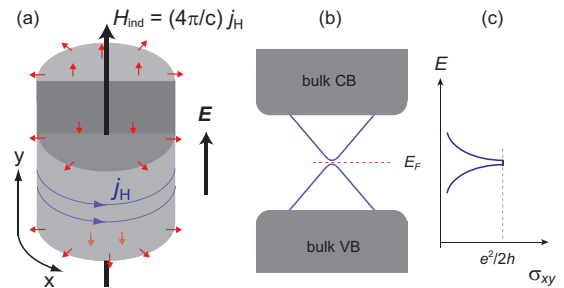 (a)
H_ind = (4π/c) j_H
E
y
j_H
x
(b)
bulk CB
E_F
bulk VB
(c)
E
e²/2h
σ_xy